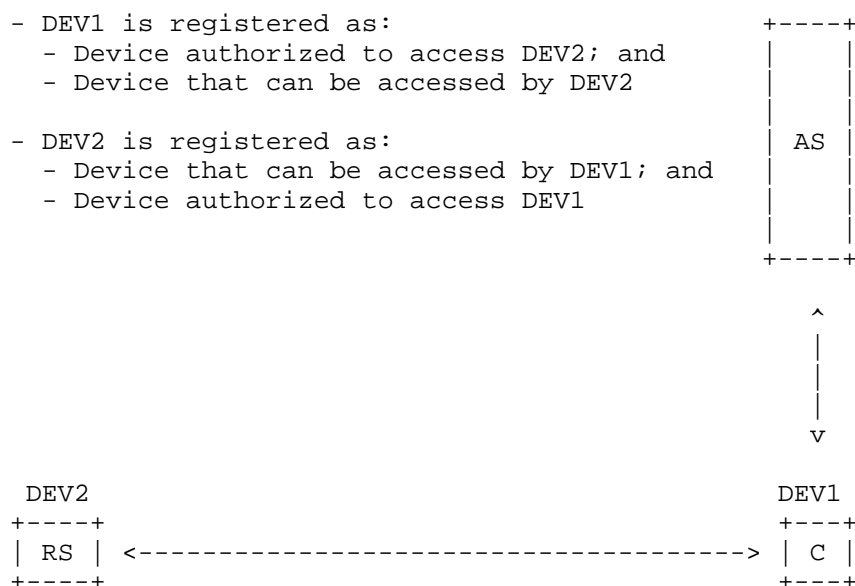 - DEV1 is registered as:
- Device authorized to access DEV2; and
- Device that can be accessed by DEV2
- DEV2 is registered as:
- Device that can be accessed by DEV1; and
- Device authorized to access DEV1
AS
DEV2 DEV1
RS C